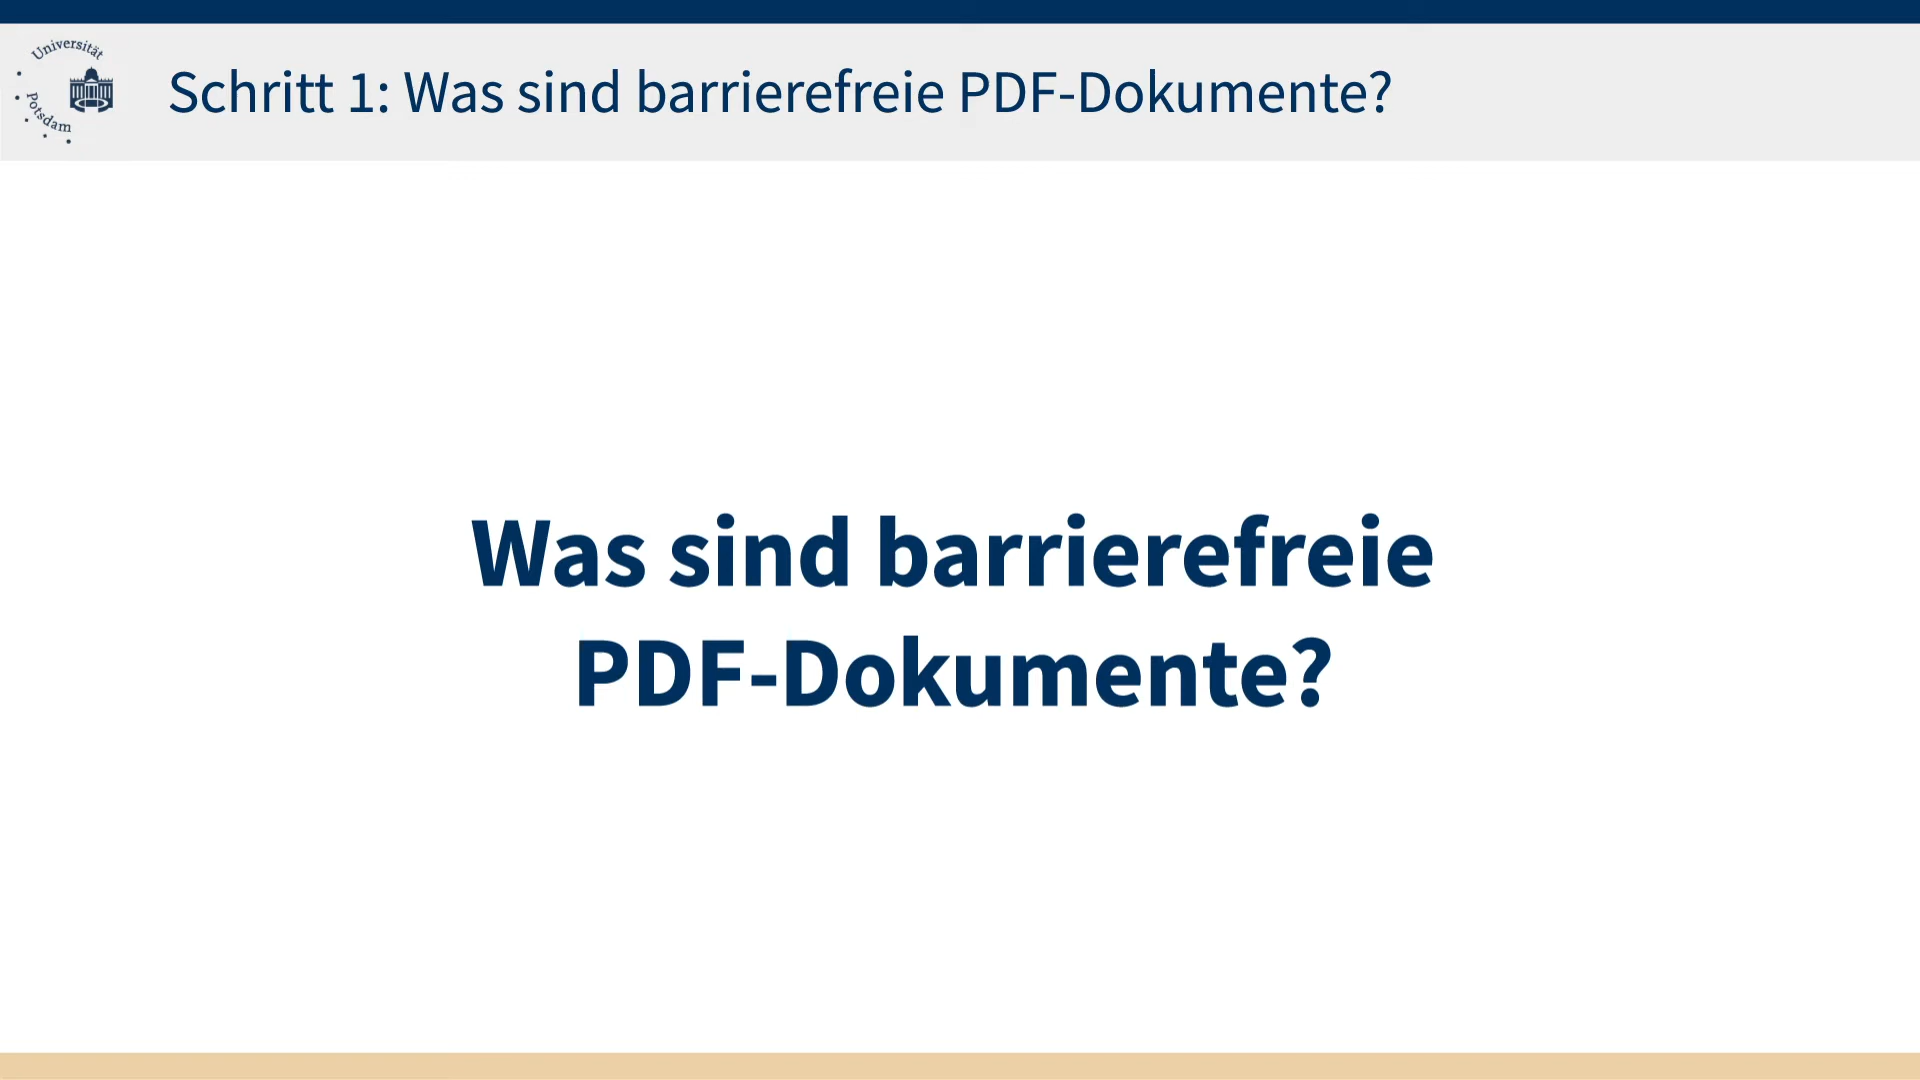 Universität
Potsdam
Schritt 1: Was sind barrierefreie PDF-Dokumente?
Was sind barrierefreie
PDF-Dokumente?